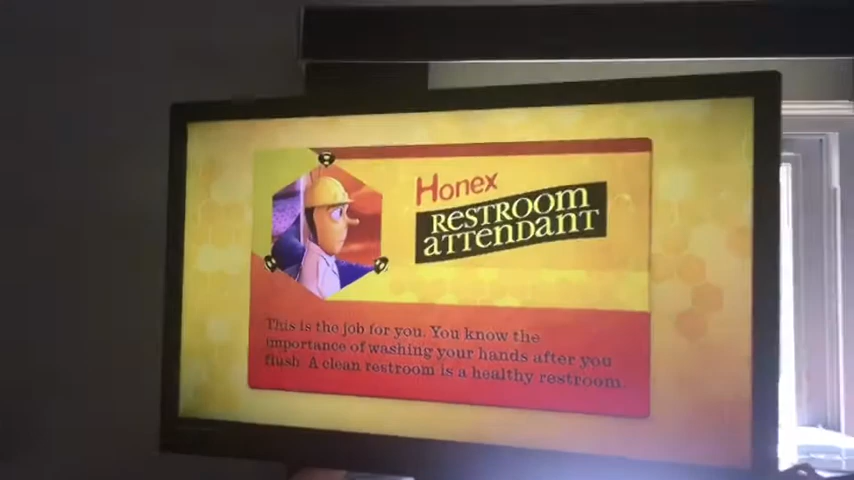 Honex
RESTROOM
aTTENDaNT
This is the job for you. You know the
importance of washing your hands after you
flush. A clean restroom is a healthy restroom.